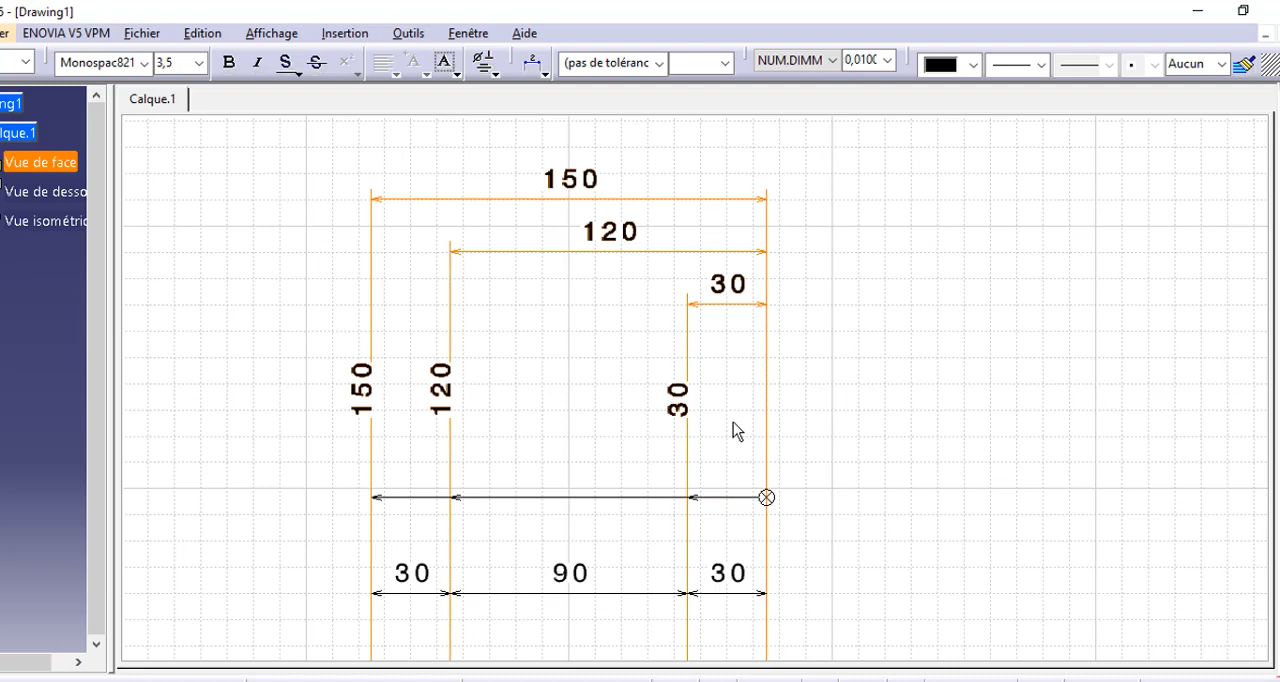 5 - [Drawing1]
er ENOVIA V5 VPM Fichier Edition Affichage Insertion Outils Fenêtre Aide
Monospac821 3,5 B I S S A A (pas de toléranc NUM.DIMM 0,010( Aucun
ng1
Calque.1
lque.1
Vue de face
Vue de desso
Vue isométric
150
120
30
150 120 30
30 90 30